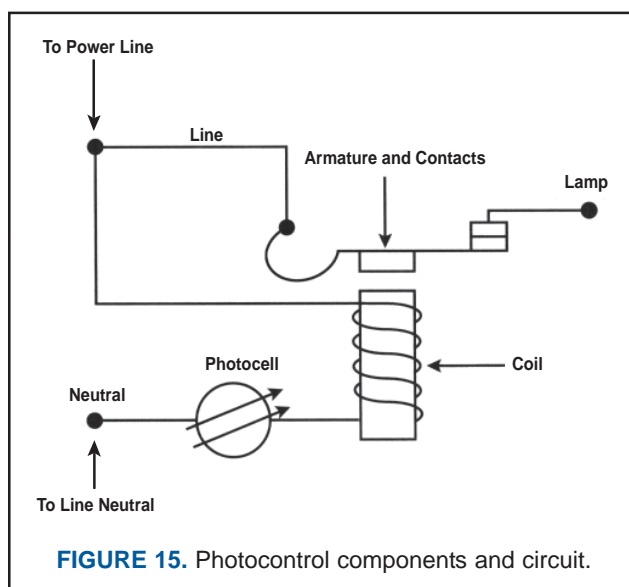 To Power Line
Line
Armature and Contacts
Lamp
Photocell
Coil
Neutral
To Line Neutral
FIGURE 15. Photocontrol components and circuit.